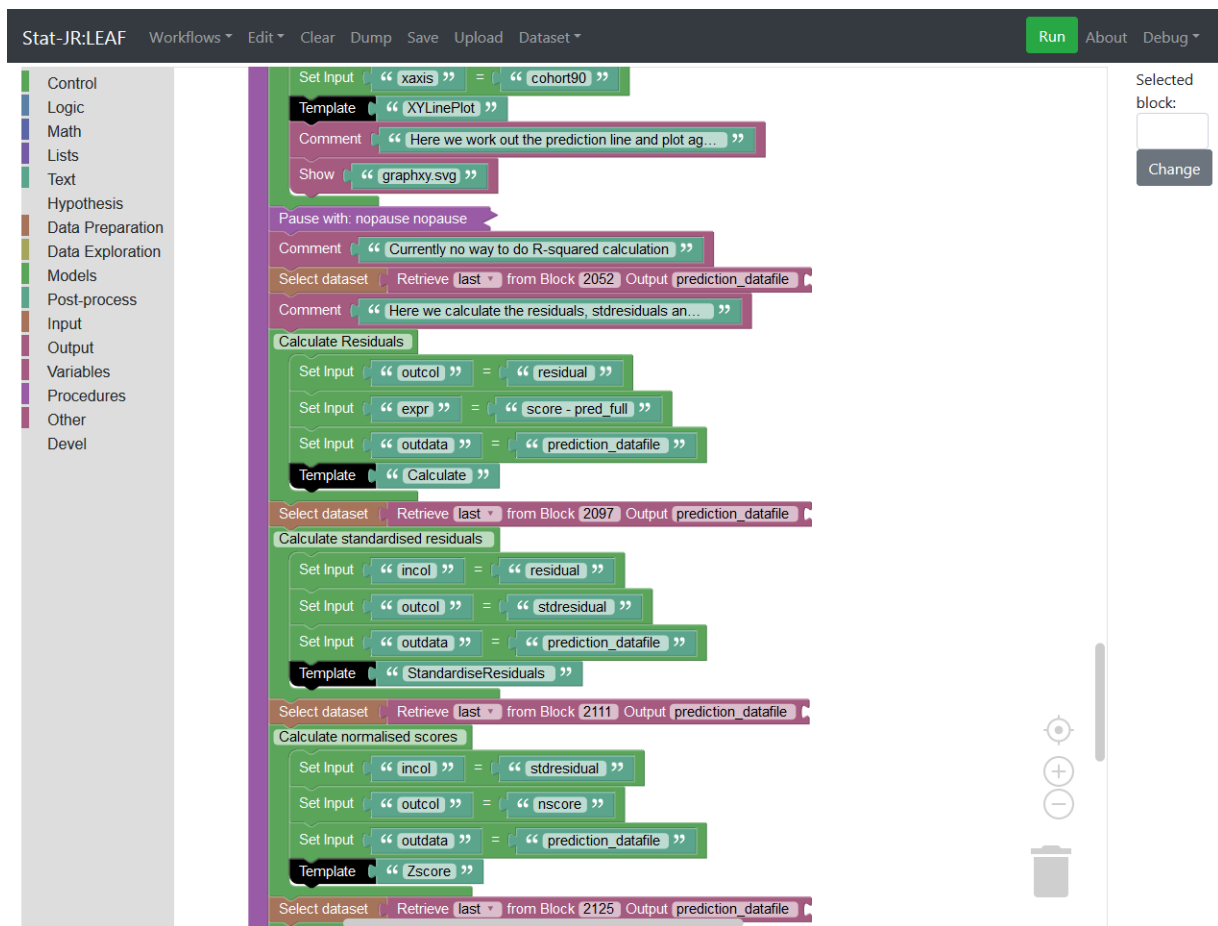 Stat-JR:LEAF Workflows Edit Clear Dump Save Upload Dataset Run About Debug
Control
Logic
Math
Lists
Text
Hypothesis
Data Preparation
Data Exploration
Models
Post-process
Input
Output
Variables
Procedures
Other
Devel
Set Input “ xaxis ” = “ cohort90 ”
Template “ XYLinePlot ”
Comment “ Here we work out the prediction line and plot ag... ”
Show “ graphxy.svg ”
Pause with: nopause nopause
Comment “ Currently no way to do R-squared calculation ”
Select dataset Retrieve last from Block 2052 Output prediction_datafile
Comment “ Here we calculate the residuals, stdresiduals an... ”
Calculate Residuals
Set Input “ outcol ” = “ residual ”
Set Input “ expr ” = “ score - pred_full ”
Set Input “ outdata ” = “ prediction_datafile ”
Template “ Calculate ”
Select dataset Retrieve last from Block 2097 Output prediction_datafile
Calculate standardised residuals
Set Input “ incol ” = “ residual ”
Set Input “ outcol ” = “ stdresidual ”
Set Input “ outdata ” = “ prediction_datafile ”
Template “ StandardiseResiduals ”
Select dataset Retrieve last from Block 2111 Output prediction_datafile
Calculate normalised scores
Set Input “ incol ” = “ stdresidual ”
Set Input “ outcol ” = “ nscore ”
Set Input “ outdata ” = “ prediction_datafile ”
Template “ Zscore ”
Select dataset Retrieve last from Block 2125 Output prediction_datafile
Selected
block:
Change